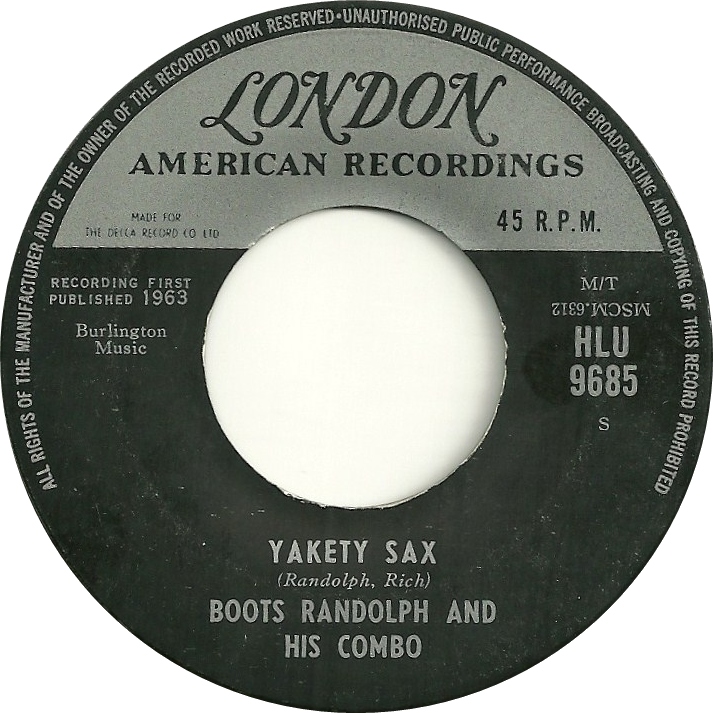 ALL RIGHTS OF THE MANUFACTURER AND OF THE OWNER OF THE RECORDED WORK RESERVED·UNAUTHORISED PUBLIC PERFORMANCE BROADCASTING AND COPYING OF THIS RECORD PROHIBITED
LONDON
AMERICAN RECORDINGS
MADE FOR
THE DECCA RECORD CO LTD
45 R.P.M.
RECORDING FIRST
PUBLISHED 1963
Burlington
Music
M/T
MSCM.6312
HLU
9685
S
YAKETY SAX
(Randolph, Rich)
BOOTS RANDOLPH AND
HIS COMBO